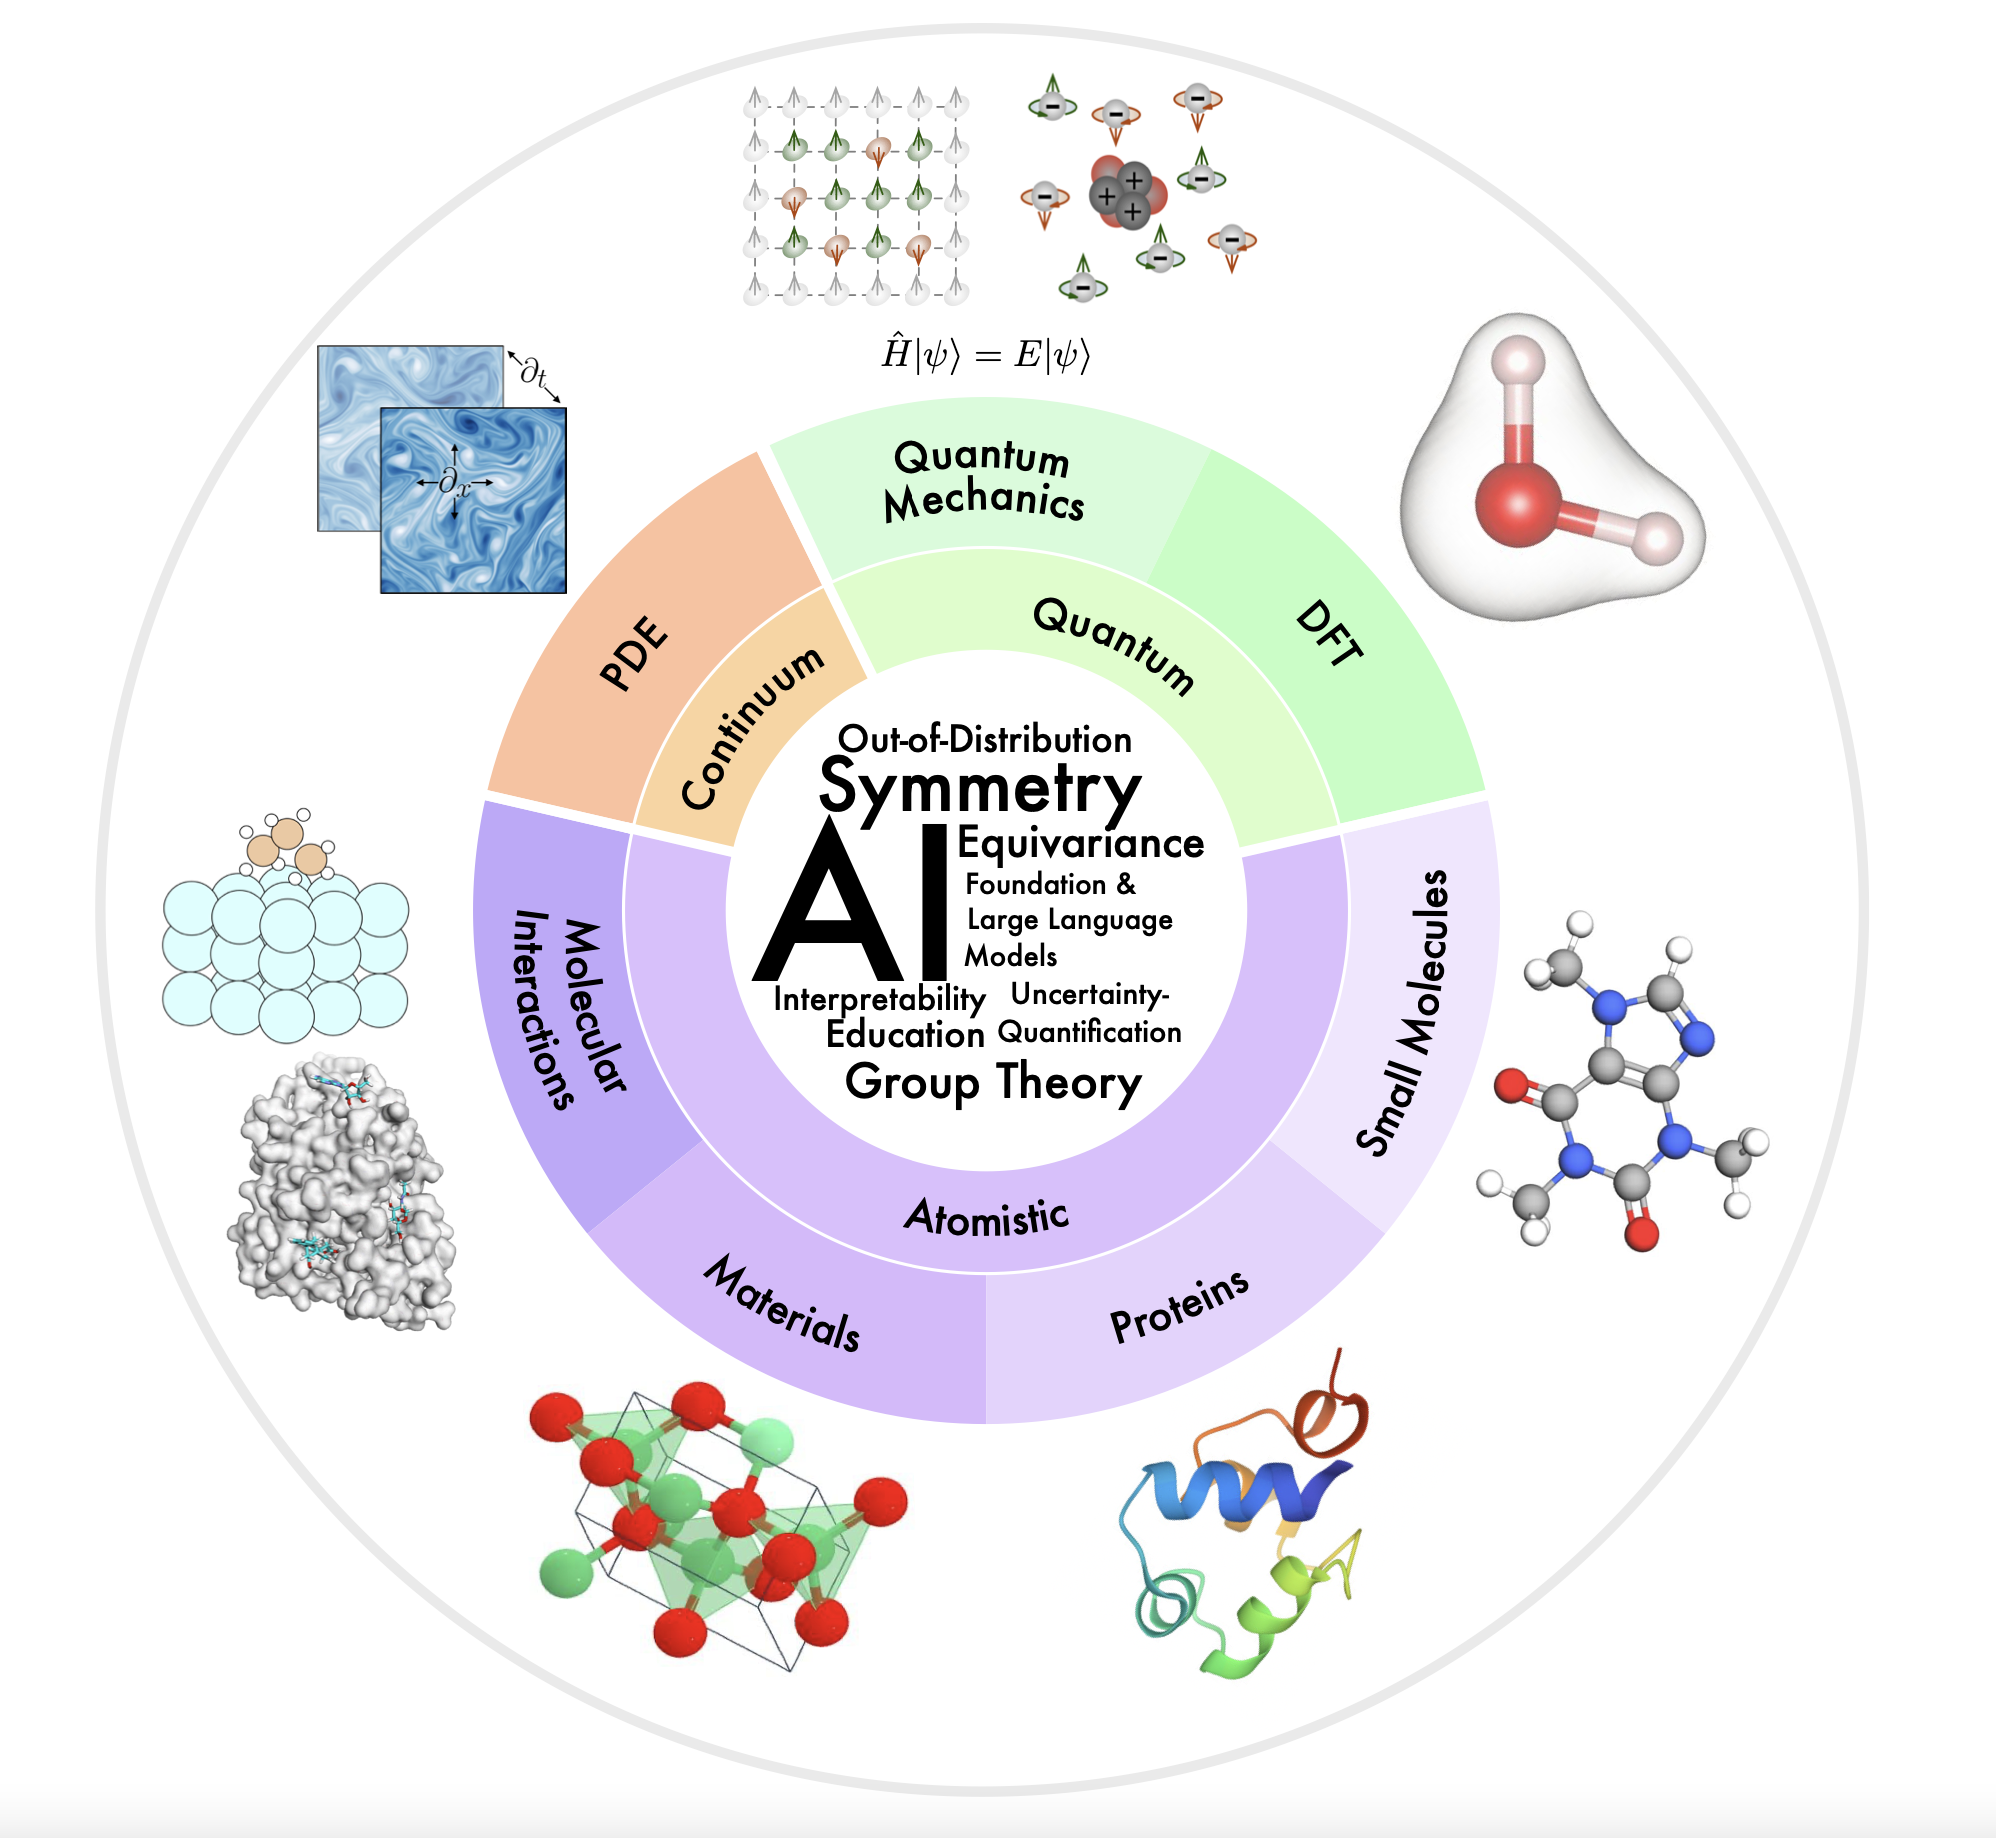 Ĥ|ψ⟩ = E|ψ⟩
∂t
∂x
Quantum
Mechanics
DFT
PDE
Quantum
Continuum
Out-of-Distribution
Symmetry
AI
Equivariance
Foundation &
Large Language
Models
Interpretability
Uncertainty-
Quantification
Education
Group Theory
Molecular
Interactions
Small Molecules
Atomistic
Materials
Proteins